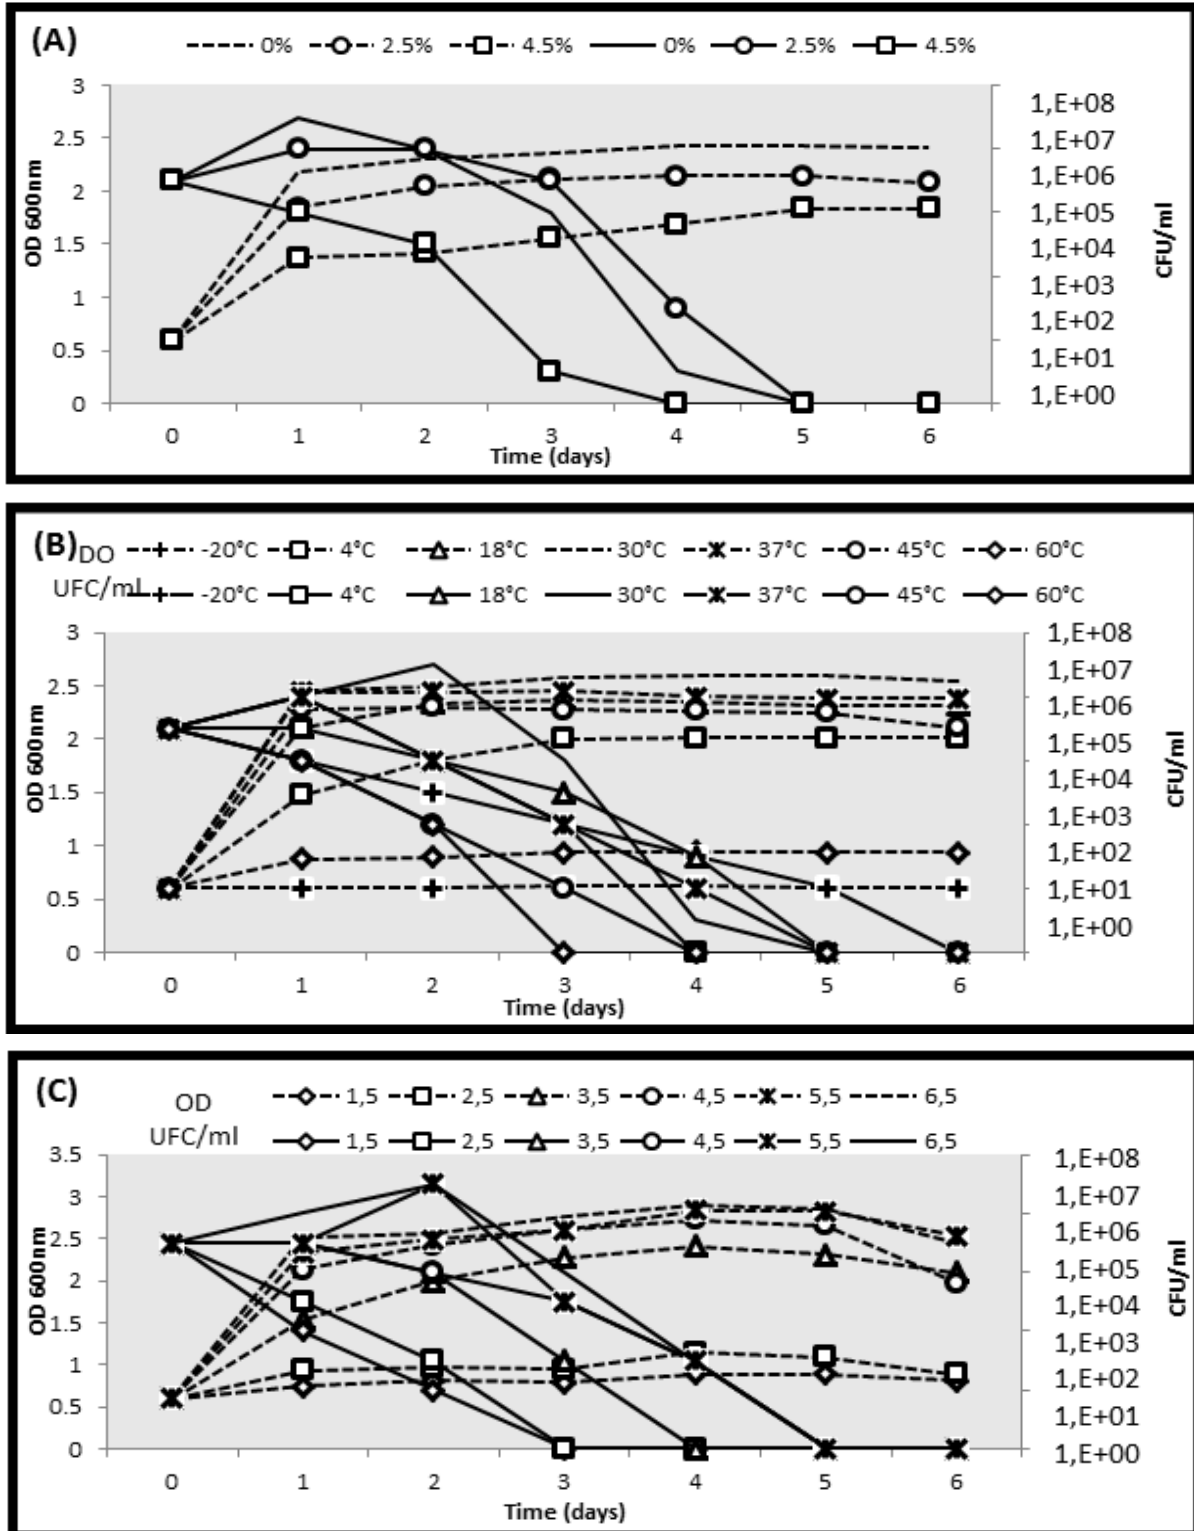 (A)
0% 2.5% 4.5% 0% 2.5% 4.5%
3
2.5
2
1.5
1
0.5
0
OD 600nm
1,E+08
1,E+07
1,E+06
1,E+05
1,E+04
1,E+03
1,E+02
1,E+01
1,E+00
CFU/ml
0 1 2 3 4 5 6
Time (days)
(B)
DO -20°C 4°C 18°C 30°C 37°C 45°C 60°C
UFC/ml -20°C 4°C 18°C 30°C 37°C 45°C 60°C
3
2.5
2
1.5
1
0.5
0
OD 600nm
1,E+08
1,E+07
1,E+06
1,E+05
1,E+04
1,E+03
1,E+02
1,E+01
1,E+00
CFU/ml
0 1 2 3 4 5 6
Time (days)
(C)
OD 1,5 2,5 3,5 4,5 5,5 6,5
UFC/ml 1,5 2,5 3,5 4,5 5,5 6,5
3.5
3
2.5
2
1.5
1
0.5
0
OD 600nm
1,E+08
1,E+07
1,E+06
1,E+05
1,E+04
1,E+03
1,E+02
1,E+01
1,E+00
CFU/ml
0 1 2 3 4 5 6
Time (days)